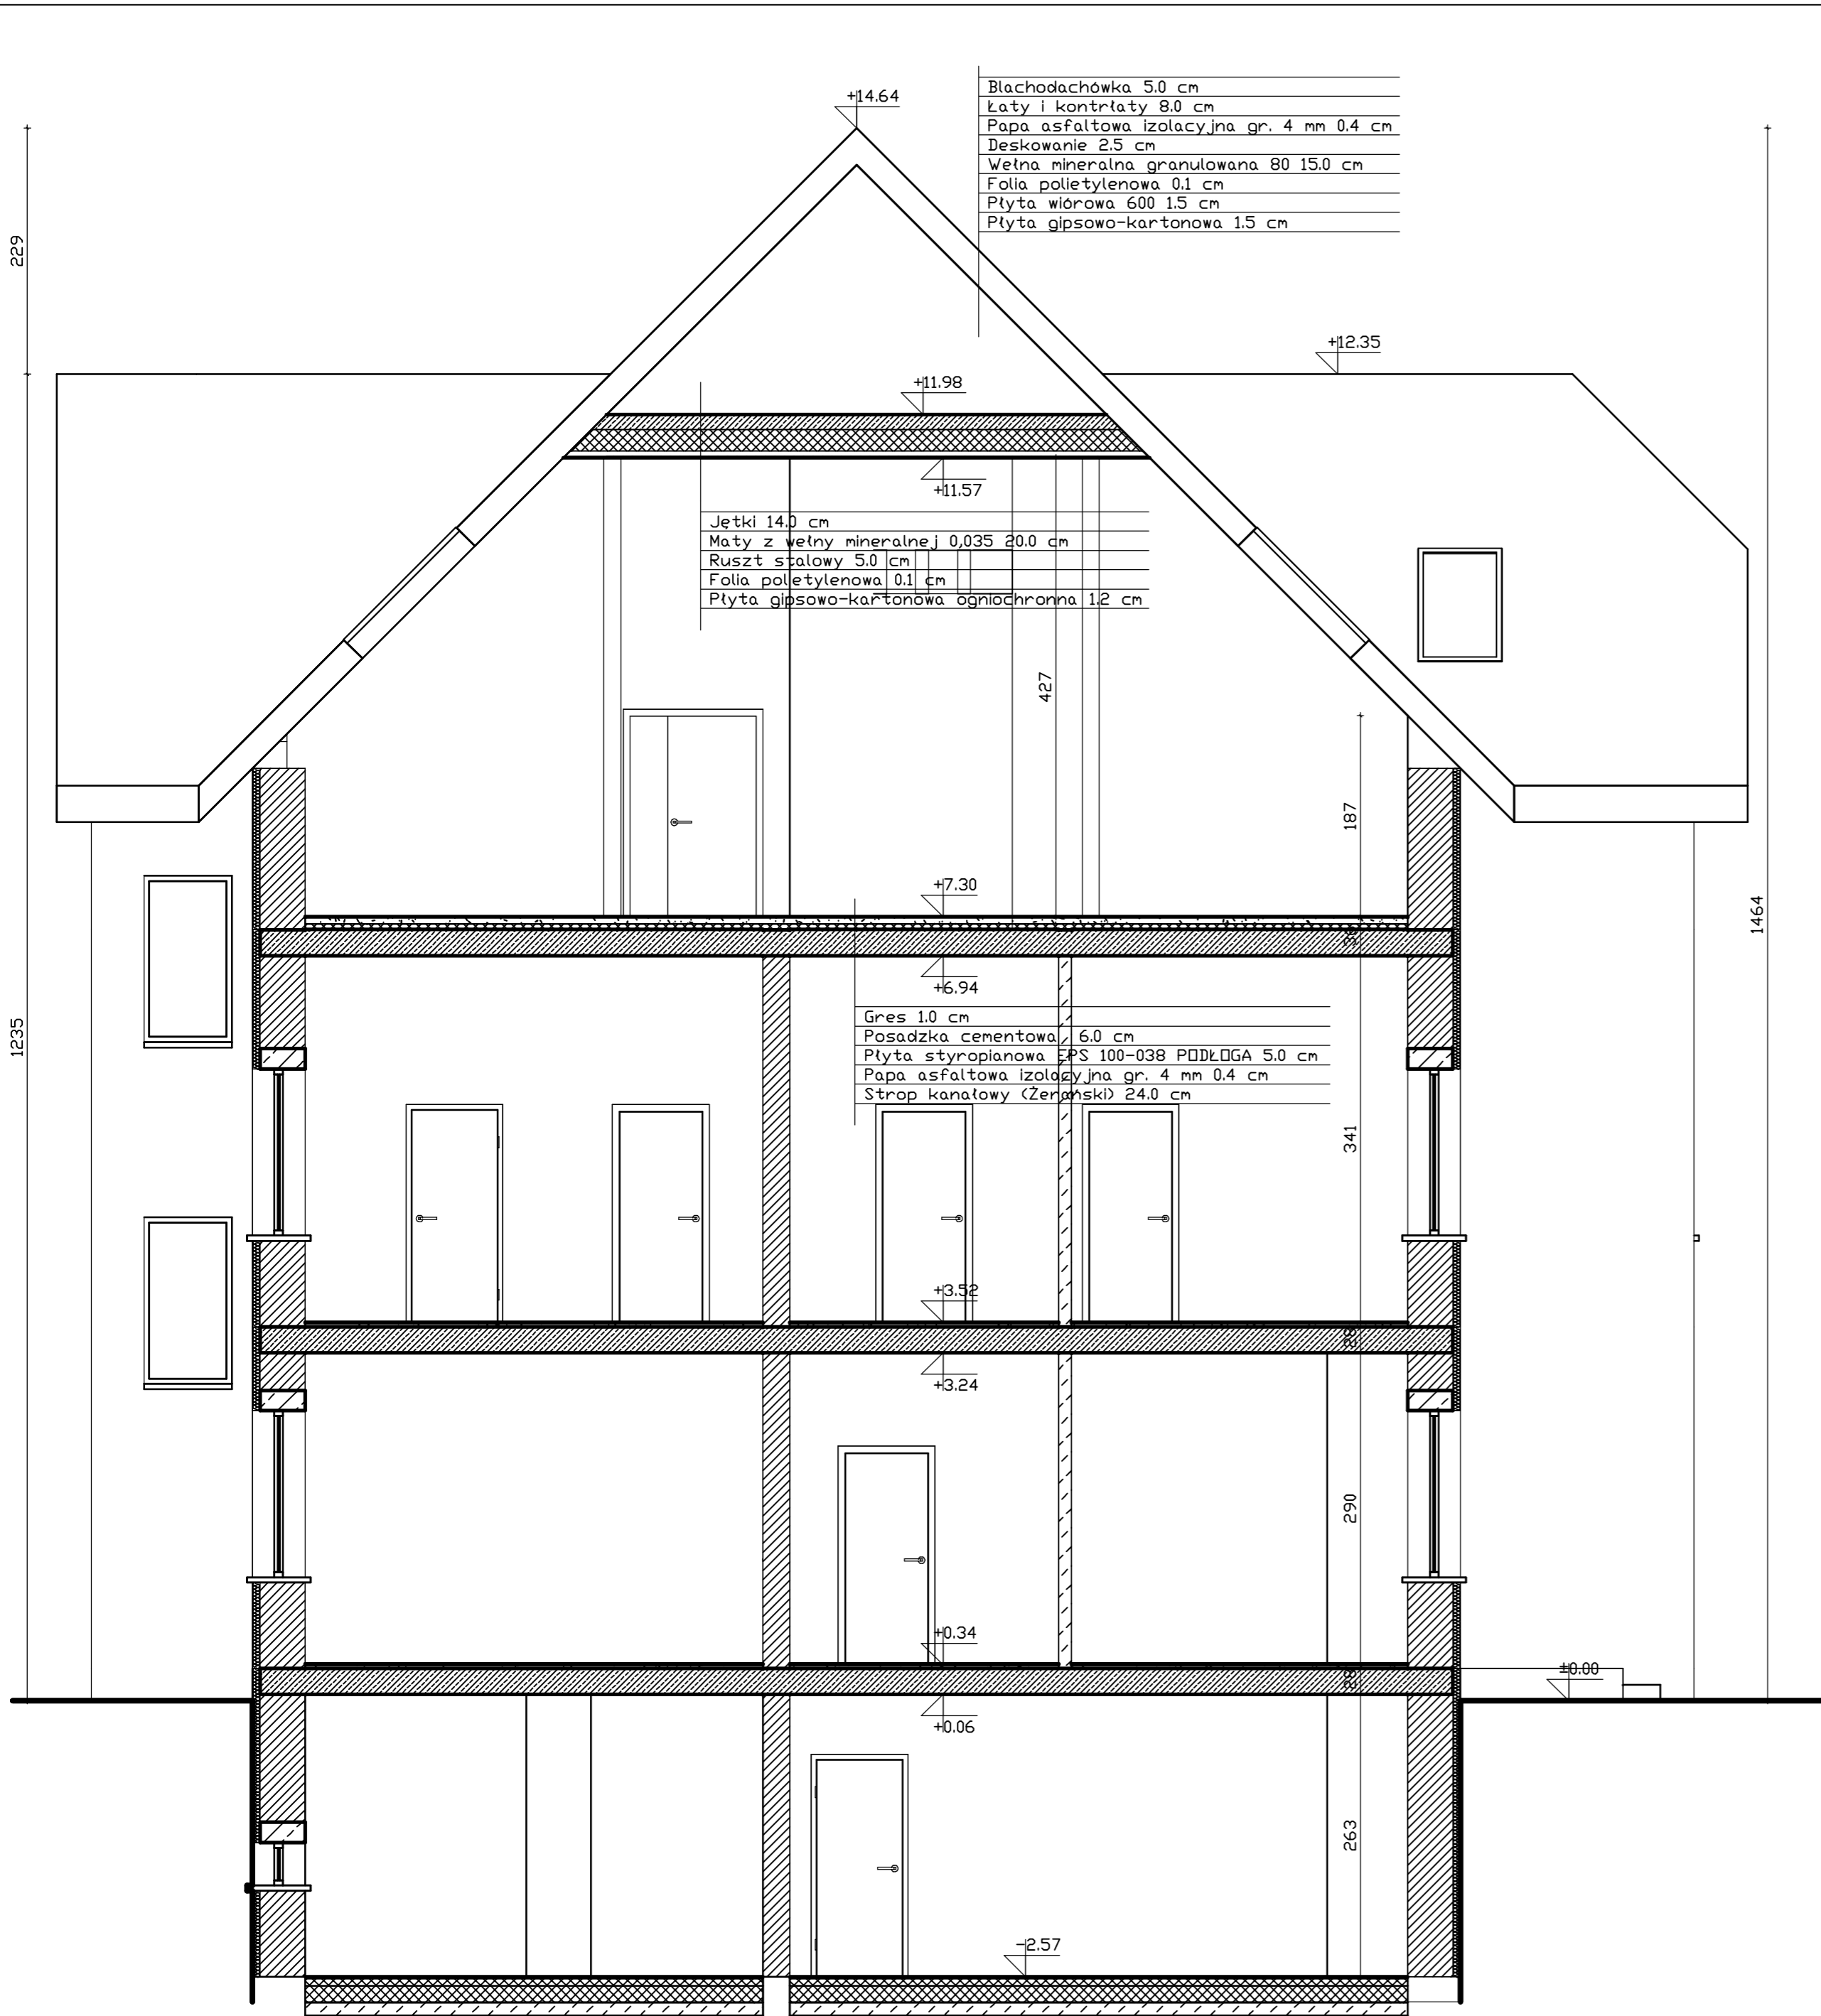 +14.64
Blachodachówka 5.0 cm
Łaty i kontrłaty 8.0 cm
Papa asfaltowa izolacyjna gr. 4 mm 0.4 cm
Deskowanie 2.5 cm
Wełna mineralna granulowana 80 15.0 cm
Folia polietylenowa 0.1 cm
Płyta wiórowa 600 1.5 cm
Płyta gipsowo-kartonowa 1.5 cm
229
+12.35
+11.98
+11.57
Jętki 14.0 cm
Maty z wełny mineralnej 0,035 20.0 cm
Ruszt stalowy 5.0 cm
Folia polietylenowa 0.1 cm
Płyta gipsowo-kartonowa ogniochronna 1.2 cm
427
187
+7.30
1464
36
+6.94
1235
Gres 1.0 cm
Posadzka cementowa 6.0 cm
Płyta styropianowa EPS 100-038 PODŁOGA 5.0 cm
Papa asfaltowa izolacyjna gr. 4 mm 0.4 cm
Strop kanałowy (Żerański) 24.0 cm
341
+3.52
28
+3.24
290
+0.34
±0.00
28
+0.06
263
-2.57